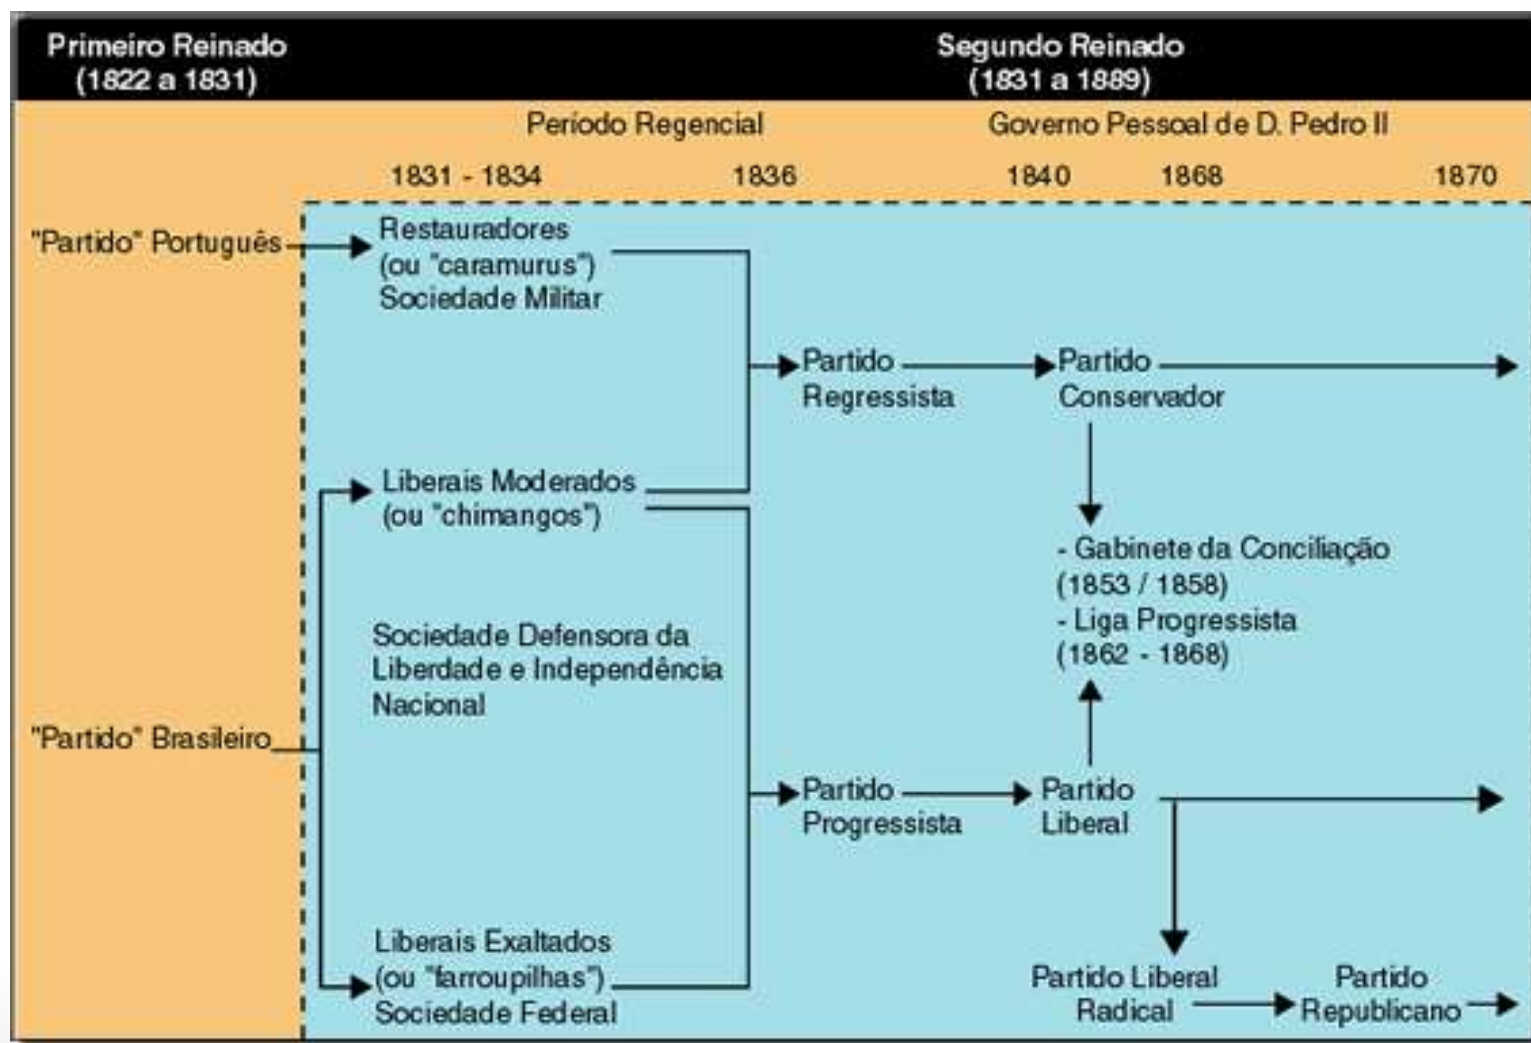 Primeiro Reinado
(1822 a 1831)
Segundo Reinado
(1831 a 1889)
Período Regencial
Governo Pessoal de D. Pedro II
1831 - 1834
1836
1840
1868
1870
"Partido" Português
Restauradores
(ou "caramurus")
Sociedade Militar
Partido
Regressista
Partido
Conservador
Liberais Moderados
(ou "chimangos")
- Gabinete da Conciliação
(1853 / 1858)
- Liga Progressista
(1862 - 1868)
Sociedade Defensora da
Liberdade e Independência
Nacional
"Partido" Brasileiro
Partido
Progressista
Partido
Liberal
Liberais Exaltados
(ou "farroupilhas")
Sociedade Federal
Partido Liberal
Radical
Partido
Republicano